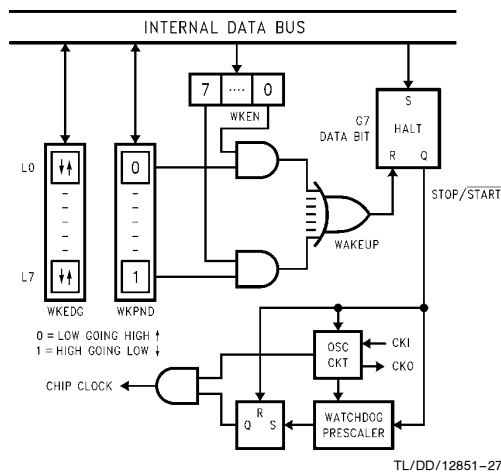 INTERNAL DATA BUS
7 ···· 0
WKEN
G7
DATA BIT
S
HALT
R Q
L0
0
STOP/START
WAKEUP
L7
1
WKEDG
WKPND
0 = LOW GOING HIGH ↑
1 = HIGH GOING LOW ↓
OSC
CKT
CKI
CKO
CHIP CLOCK
R
Q S
WATCHDOG
PRESCALER
TL/DD/12851–27